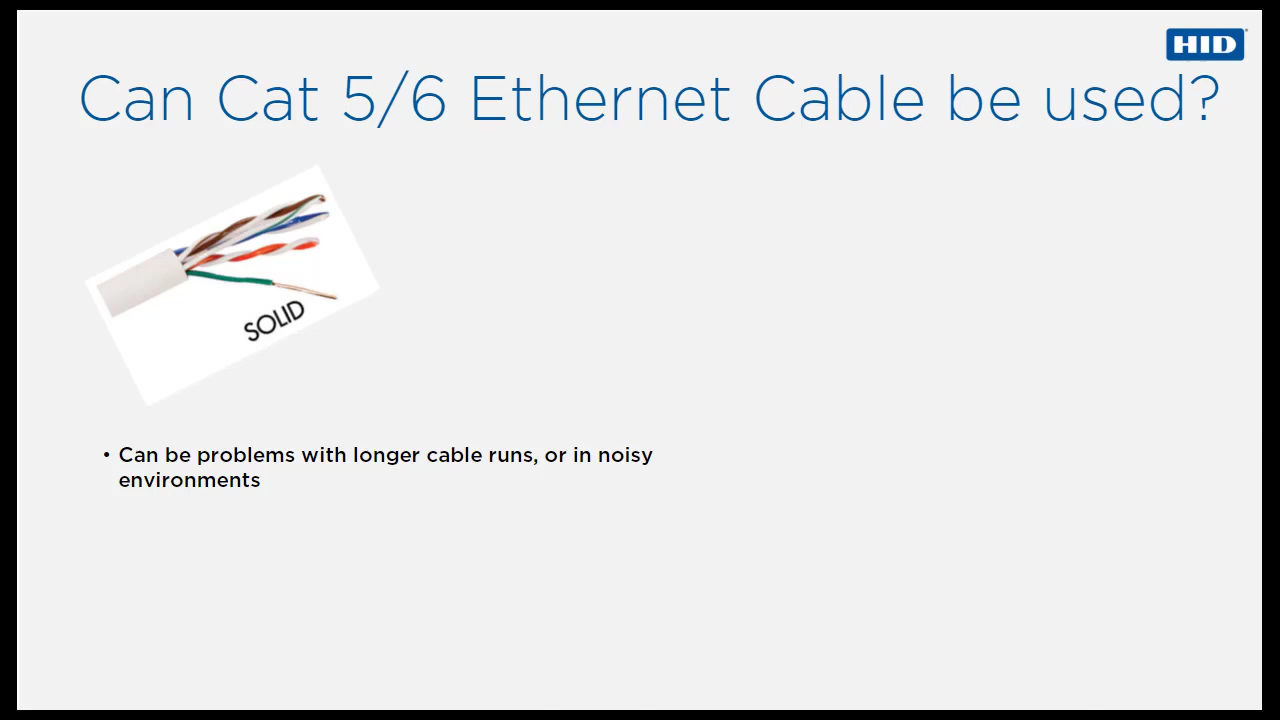 HID
Can Cat 5/6 Ethernet Cable be used?
SOLID
• Can be problems with longer cable runs, or in noisy
environments